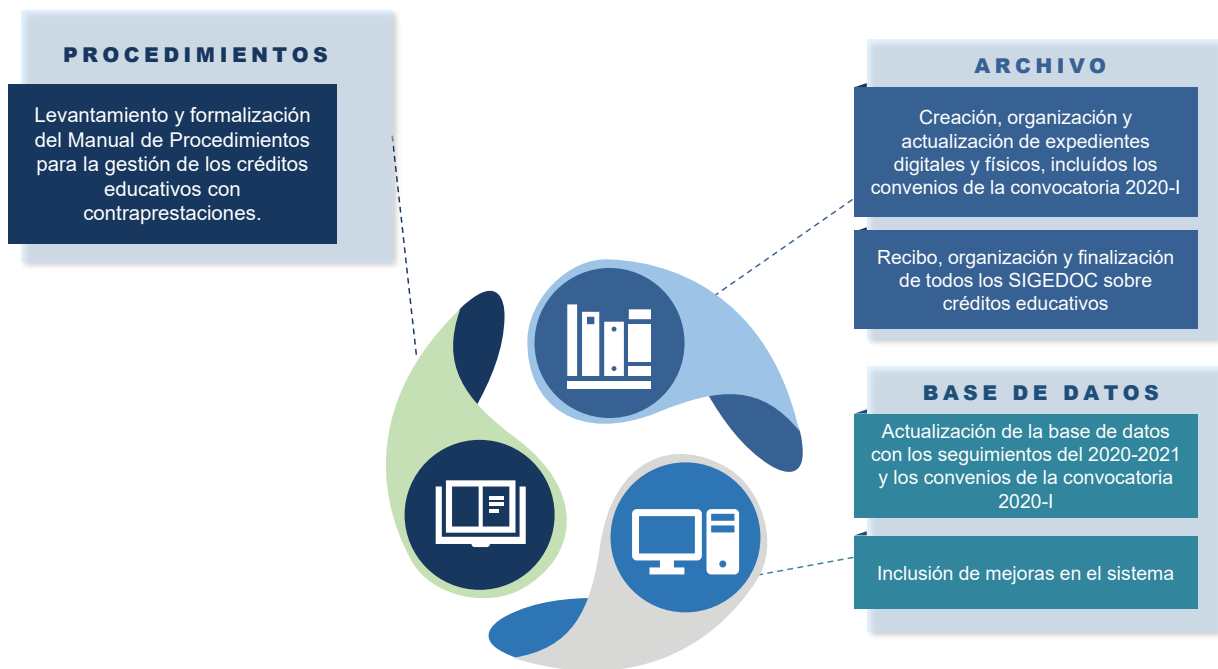 PROCEDIMIENTOS
Levantamiento y formalización
del Manual de Procedimientos
para la gestión de los créditos
educativos con
contraprestaciones.
ARCHIVO
Creación, organización y
actualización de expedientes
digitales y físicos, incluídos los
convenios de la convocatoria 2020-I
Recibo, organización y finalización
de todos los SIGEDOC sobre
créditos educativos
BASE DE DATOS
Actualización de la base de datos
con los seguimientos del 2020-2021
y los convenios de la convocatoria
2020-I
Inclusión de mejoras en el sistema